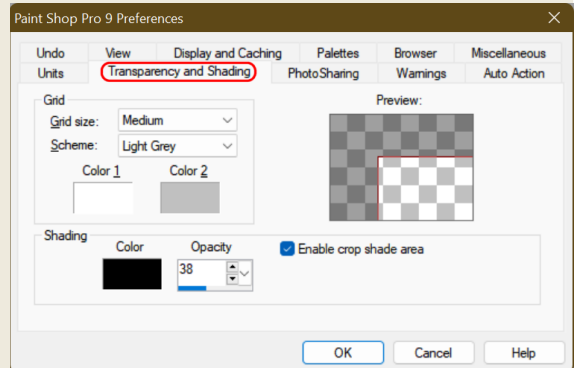 Paint Shop Pro 9 Preferences
Undo View Display and Caching Palettes Browser Miscellaneous
Units Transparency and Shading PhotoSharing Warnings Auto Action
Grid
Grid size: Medium
Scheme: Light Grey
Color 1 Color 2
Preview:
Shading
Color Opacity
38
Enable crop shade area
OK Cancel Help